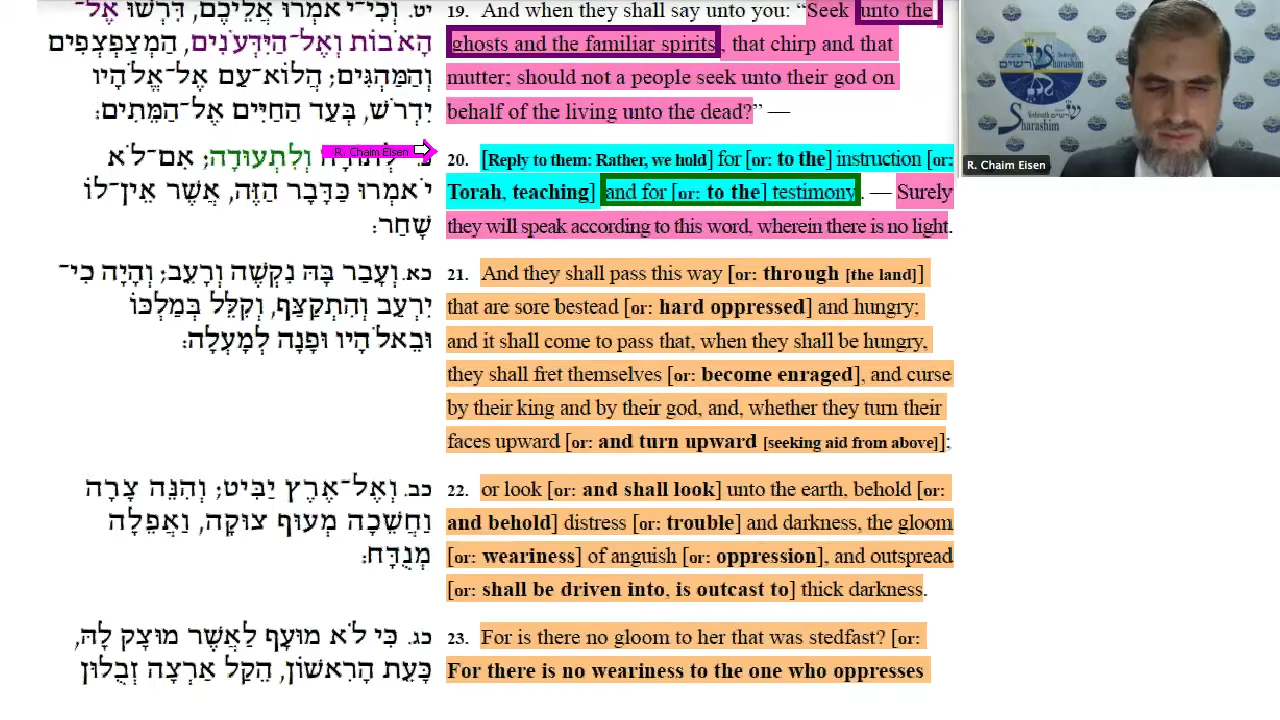 יט. וְכִי־יֹאמְרוּ אֲלֵיכֶם, דִּרְשׁוּ אֶל־
הָאֹבוֹת וְאֶל־הַיִּדְּעֹנִים, הַמְצַפְצְפִים
וְהַמַּהְגִּים; הֲלוֹא־עַם אֶל־אֱלֹהָיו
יִדְרֹשׁ, בְּעַד הַחַיִּים אֶל־הַמֵּתִים:
וְלִתְעוּדָה; אִם־לֹא
יֹאמְרוּ כַּדָּבָר הַזֶּה, אֲשֶׁר אֵין־לוֹ
שָׁחַר:
כא. וְעָבַר בָּהּ נִקְשֶׁה וְרָעֵב; וְהָיָה כִי־
יִרְעַב וְהִתְקַצַּף, וְקִלֵּל בְּמַלְכּוֹ
וּבֵאלֹהָיו וּפָנָה לְמָעְלָה:
כב. וְאֶל־אֶרֶץ יַבִּיט; וְהִנֵּה צָרָה
וַחֲשֵׁכָה מְעוּף צוּקָה, וַאֲפֵלָה
מְנֻדָּח:
כג. כִּי לֹא מוּעָף לַאֲשֶׁר מוּצָק לָהּ,
כָּעֵת הָרִאשׁוֹן, הֵקַל אַרְצָה זְבֻלוּן
19. And when they shall say unto you: “Seek unto the
ghosts and the familiar spirits, that chirp and that
mutter; should not a people seek unto their god on
behalf of the living unto the dead?” —
R. Chaim Eisen
20. [Reply to them: Rather, we hold] for [or: to the] instruction [or:
Torah, teaching] and for [or: to the] testimony. — Surely
they will speak according to this word, wherein there is no light.
21. And they shall pass this way [or: through [the land]]
that are sore bestead [or: hard oppressed] and hungry;
and it shall come to pass that, when they shall be hungry,
they shall fret themselves [or: become enraged], and curse
by their king and by their god, and, whether they turn their
faces upward [or: and turn upward [seeking aid from above]];
22. or look [or: and shall look] unto the earth, behold [or:
and behold] distress [or: trouble] and darkness, the gloom
[or: weariness] of anguish [or: oppression], and outspread
[or: shall be driven into, is outcast to] thick darkness.
23. For is there no gloom to her that was stedfast? [or:
For there is no weariness to the one who oppresses
Sharashim
R. Chaim Eisen